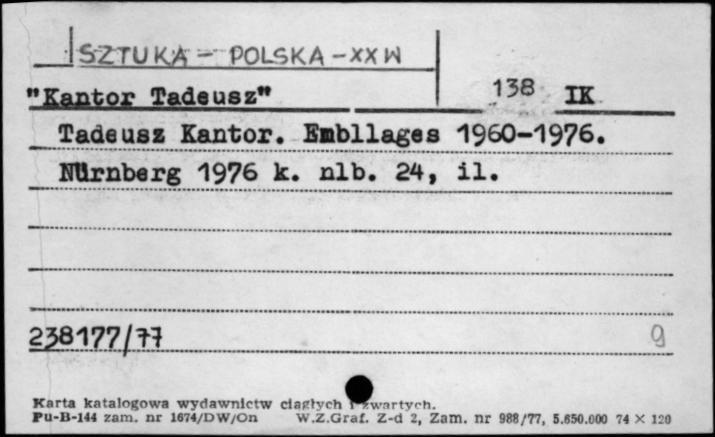 SZTUKA – POLSKA – XX W
"Kantor Tadeusz" 138 IK
Tadeusz Kantor. Embllages 1960-1976.
Nürnberg 1976 k. nlb. 24, il.
238177/77 g
Karta katalogowa wydawnictw ciągłych i zwartych.
Pu-B-144 zam. nr 1674/DW/On W.Z.Graf. Z-d 2, Zam. nr 988/77, 5.650.000 74 × 120